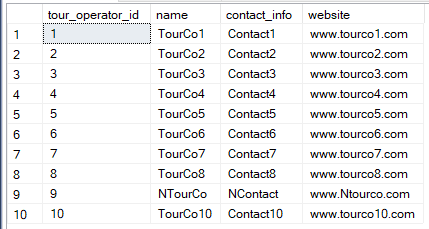 tour_operator_id name contact_info website
1 1 TourCo1 Contact1 www.tourco1.com
2 2 TourCo2 Contact2 www.tourco2.com
3 3 TourCo3 Contact3 www.tourco3.com
4 4 TourCo4 Contact4 www.tourco4.com
5 5 TourCo5 Contact5 www.tourco5.com
6 6 TourCo6 Contact6 www.tourco6.com
7 7 TourCo7 Contact7 www.tourco7.com
8 8 TourCo8 Contact8 www.tourco8.com
9 9 NTourCo NContact www.Ntourco.com
10 10 TourCo10 Contact10 www.tourco10.com